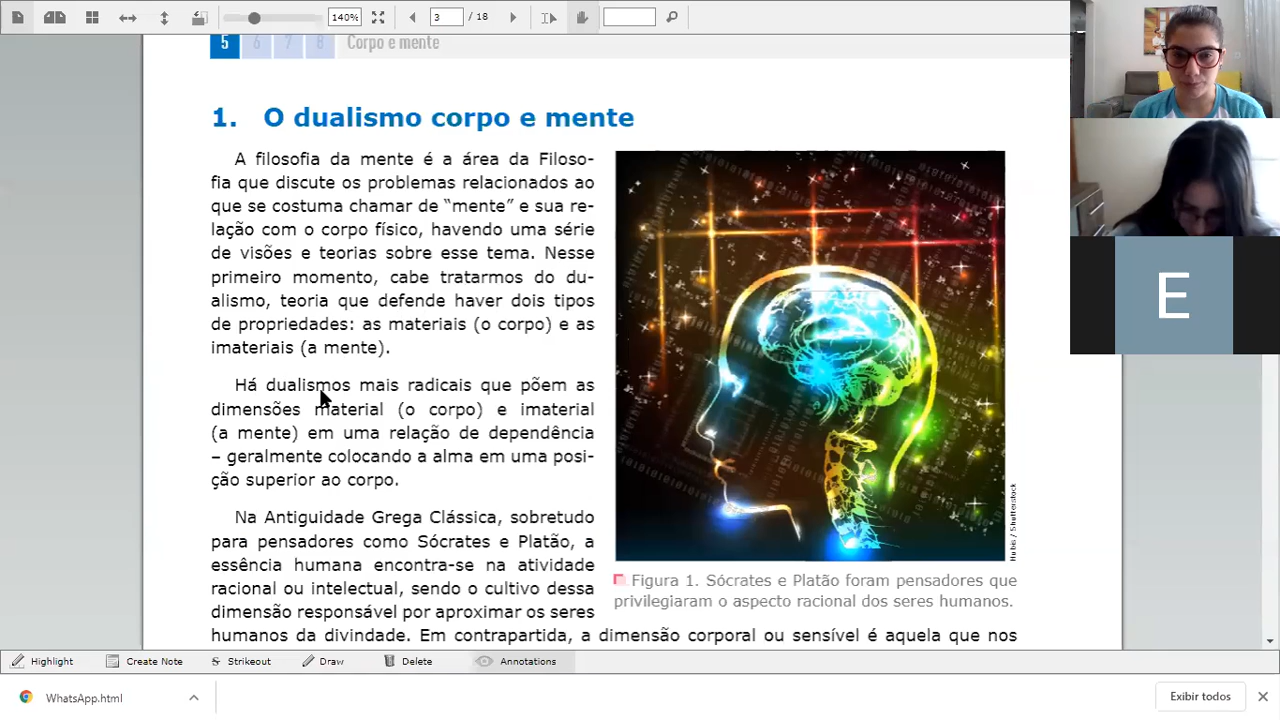 140%
3
/ 18
5
6
7
8
Corpo e mente
1. O dualismo corpo e mente
A filosofia da mente é a área da Filoso-
fia que discute os problemas relacionados ao
que se costuma chamar de “mente” e sua re-
lação com o corpo físico, havendo uma série
de visões e teorias sobre esse tema. Nesse
primeiro momento, cabe tratarmos do du-
alismo, teoria que defende haver dois tipos
de propriedades: as materiais (o corpo) e as
imateriais (a mente).
Há dualismos mais radicais que põem as
dimensões material (o corpo) e imaterial
(a mente) em uma relação de dependência
– geralmente colocando a alma em uma posi-
ção superior ao corpo.
Na Antiguidade Grega Clássica, sobretudo
para pensadores como Sócrates e Platão, a
essência humana encontra-se na atividade
racional ou intelectual, sendo o cultivo dessa
dimensão responsável por aproximar os seres
humanos da divindade. Em contrapartida, a dimensão corporal ou sensível é aquela que nos
/ Shutterstock
Figura 1. Sócrates e Platão foram pensadores que
privilegiaram o aspecto racional dos seres humanos.
E
Highlight
Create Note
Strikeout
Draw
Delete
Annotations
WhatsApp.html
Exibir todos